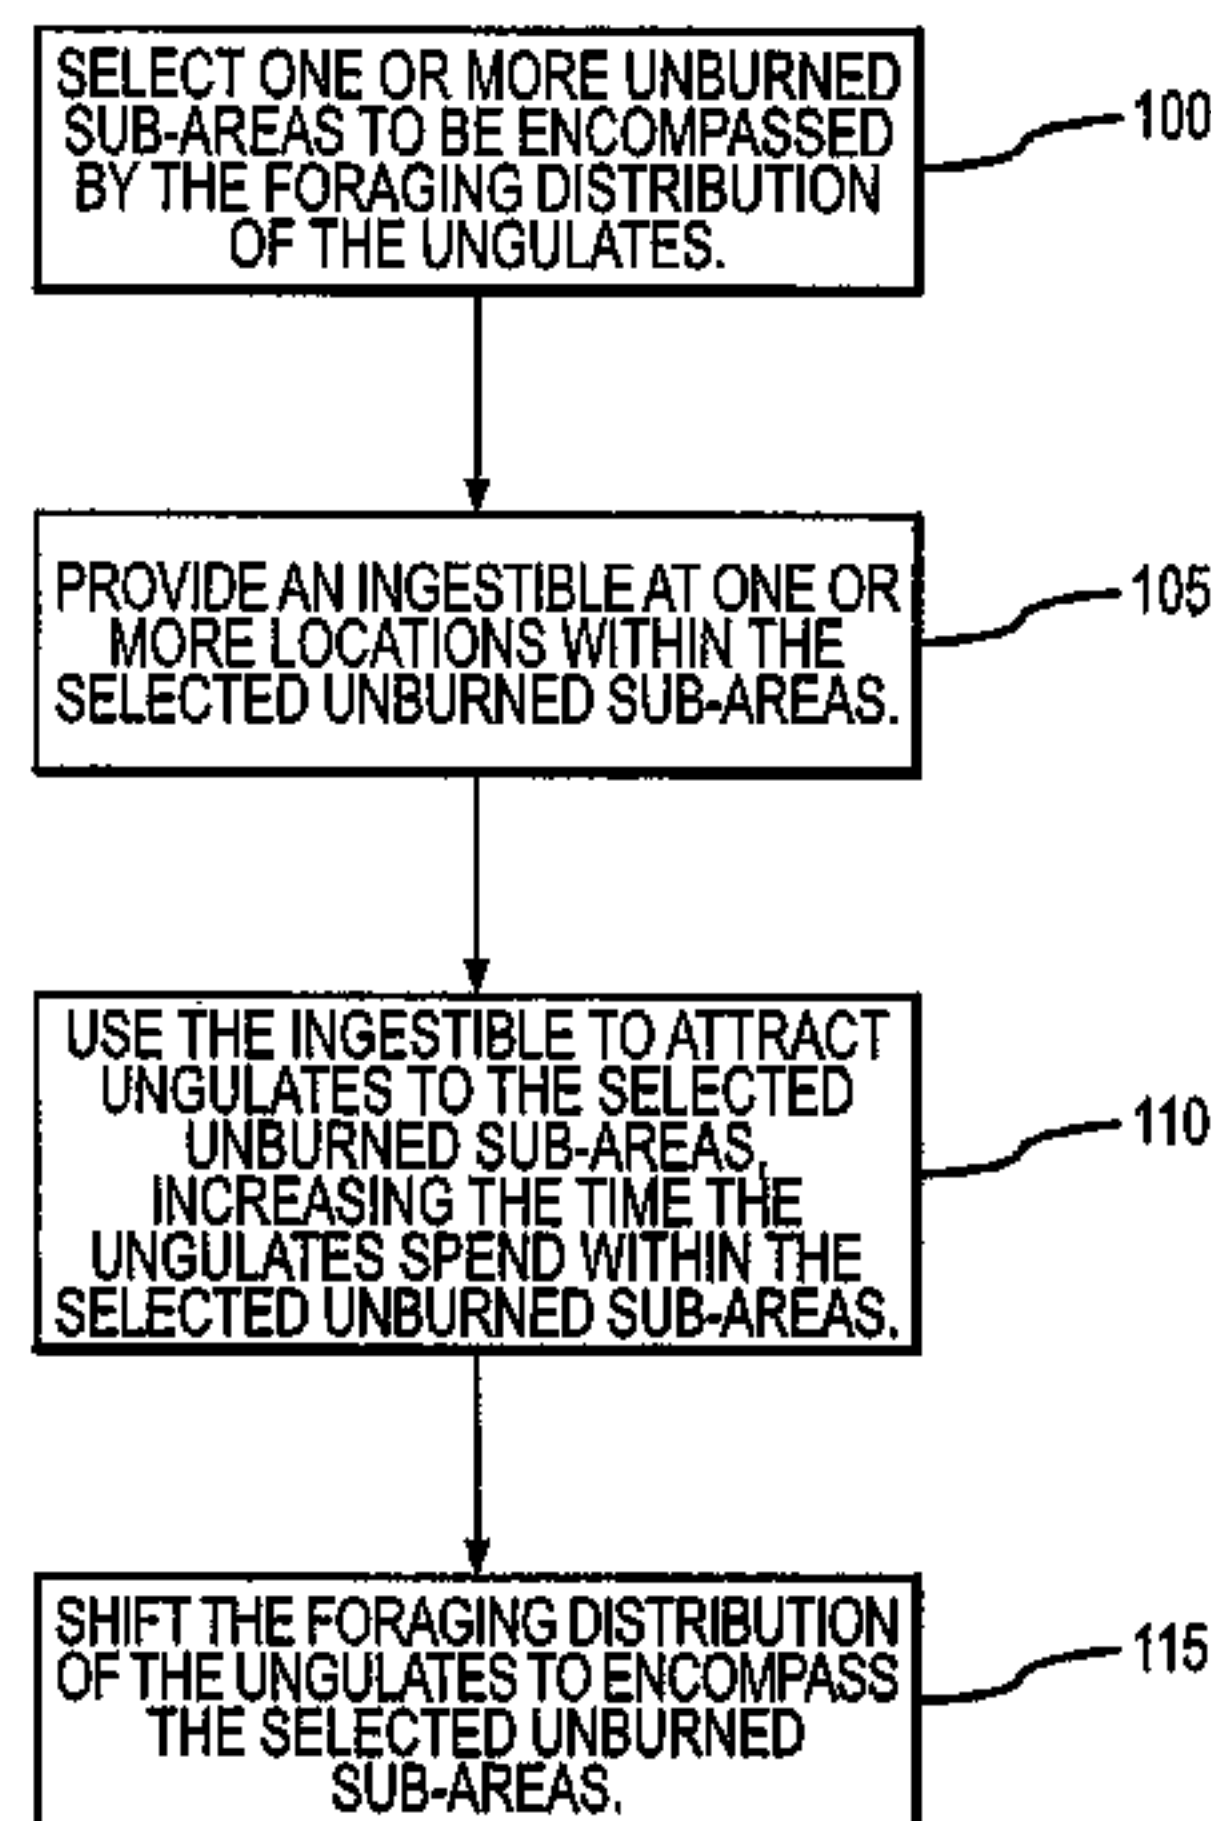 SELECT ONE OR MORE UNBURNED
SUB-AREAS TO BE ENCOMPASSED
BY THE FORAGING DISTRIBUTION
OF THE UNGULATES.
100
PROVIDE AN INGESTIBLE AT ONE OR
MORE LOCATIONS WITHIN THE
SELECTED UNBURNED SUB-AREAS.
105
USE THE INGESTIBLE TO ATTRACT
UNGULATES TO THE SELECTED
UNBURNED SUB-AREAS,
INCREASING THE TIME THE
UNGULATES SPEND WITHIN THE
SELECTED UNBURNED SUB-AREAS.
110
SHIFT THE FORAGING DISTRIBUTION
OF THE UNGULATES TO ENCOMPASS
THE SELECTED UNBURNED
SUB-AREAS.
115